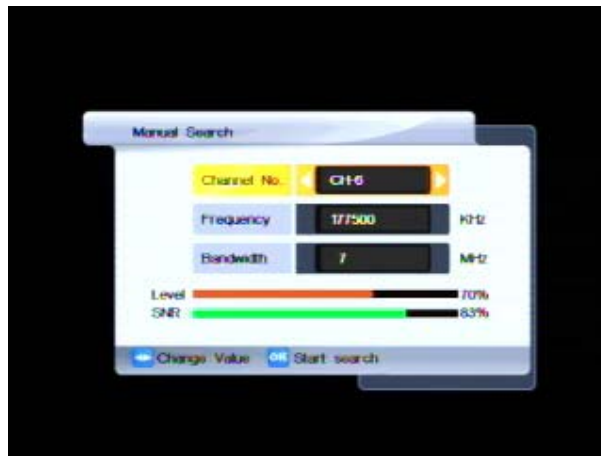 Manual Search
Channel No. CH-6
Frequency 177500 KHz
Bandwidth 7 MHz
Level 70%
SNR 83%
Change Value OK Start search